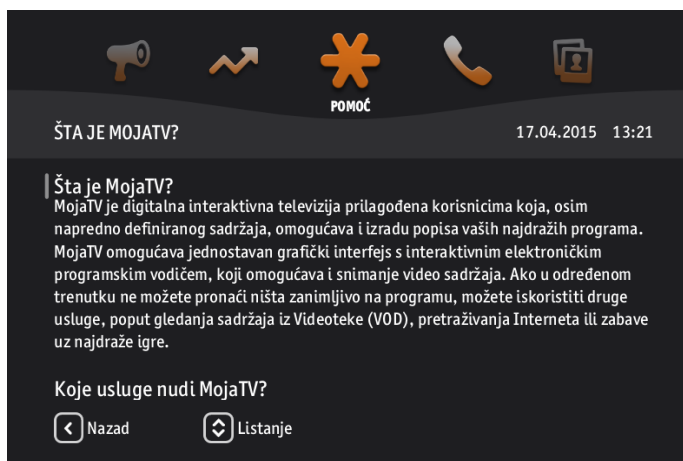 POMOĆ
ŠTA JE MOJATV?
17.04.2015 13:21
Šta je MojaTV?
MojaTV je digitalna interaktivna televizija prilagođena korisnicima koja, osim
napredno definiranog sadržaja, omogućava i izradu popisa vaših najdražih programa.
MojaTV omogućava jednostavan grafički interfejs s interaktivnim elektroničkim
programskim vodičem, koji omogućava i snimanje video sadržaja. Ako u određenom
trenutku ne možete pronaći ništa zanimljivo na programu, možete iskoristiti druge
usluge, poput gledanja sadržaja iz Videoteke (VOD), pretraživanja Interneta ili zabave
uz najdraže igre.
Koje usluge nudi MojaTV?
Nazad
Listanje